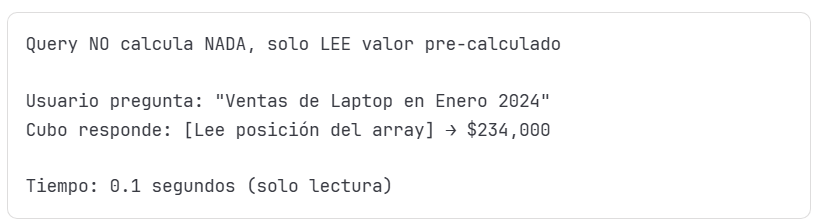 Query NO calcula NADA, solo LEE valor pre-calculado
Usuario pregunta: "Ventas de Laptop en Enero 2024"
Cubo responde: [Lee posición del array] → $234,000
Tiempo: 0.1 segundos (solo lectura)